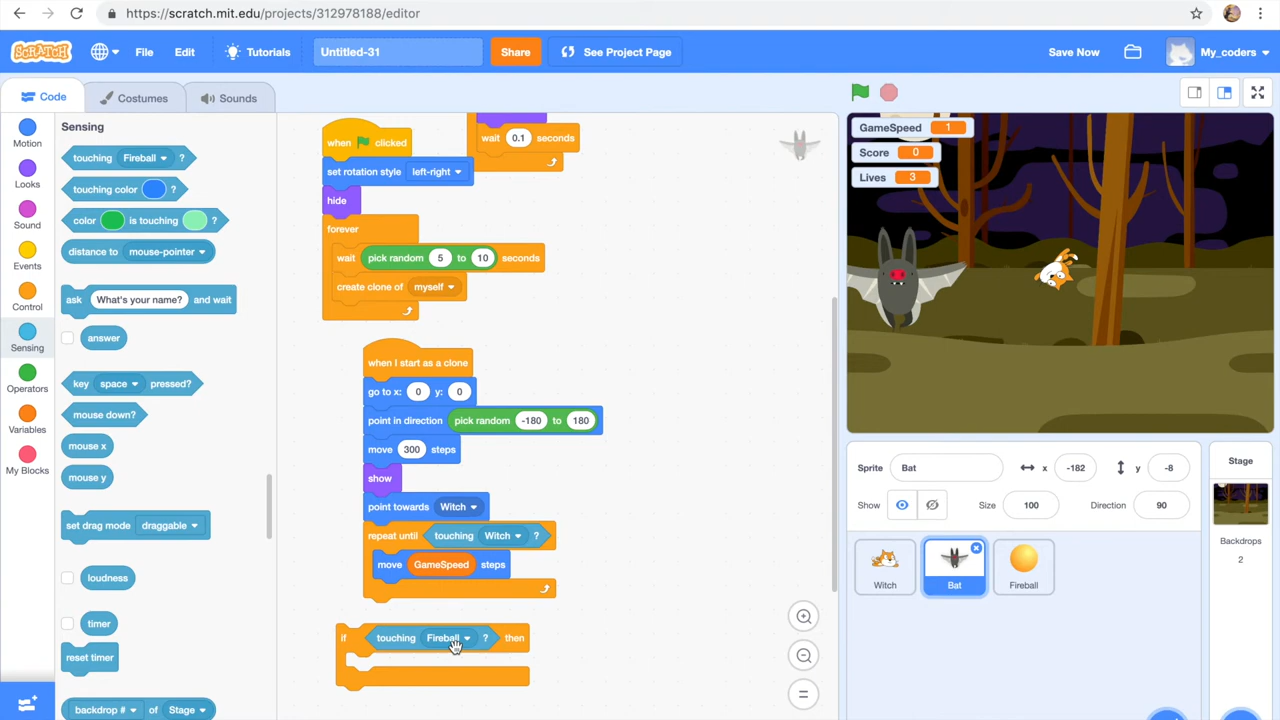 https://scratch.mit.edu/projects/312978188/editor
SCRATCH File Edit Tutorials Untitled-31 Share See Project Page Save Now My_coders
Code Costumes Sounds
Motion
Looks
Sound
Events
Control
Sensing
Operators
Variables
My Blocks
Sensing
touching Fireball ?
touching color ?
color is touching ?
distance to mouse-pointer
ask What's your name? and wait
answer
key space pressed?
mouse down?
mouse x
mouse y
set drag mode draggable
loudness
timer
reset timer
backdrop # of Stage
wait 0.1 seconds
when clicked
set rotation style left-right
hide
forever
wait pick random 5 to 10 seconds
create clone of myself
when I start as a clone
go to x: 0 y: 0
point in direction pick random -180 to 180
move 300 steps
show
point towards Witch
repeat until touching Witch ?
move GameSpeed steps
if touching Fireball ? then
GameSpeed 1
Score 0
Lives 3
Sprite Bat x -182 y -8
Show Size 100 Direction 90
Witch Bat Fireball
Stage
Backdrops
2